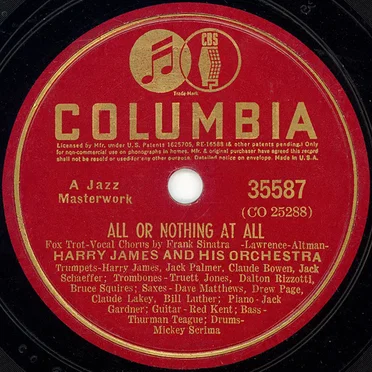 CBS
Trade Mark
COLUMBIA
Licensed by Mfr. under U.S. Patents 1625705, RE-16588 (& other patents pending.) Only
for non-commercial use on phonographs in homes. Mfr. & original purchaser have agreed this record
shall not be resold or used for any other purpose. Detailed notice on envelope. Made in U.S.A.
A Jazz
Masterwork
35587
(CO 25288)
ALL OR NOTHING AT ALL
Fox Trot-Vocal Chorus by Frank Sinatra -Lawrence-Altman-
HARRY JAMES AND HIS ORCHESTRA
Trumpets-Harry James, Jack Palmer, Claude Bowen, Jack
Schaeffer; Trombones-Truett Jones, Dalton Rizzotti,
Bruce Squires; Saxes-Dave Matthews, Drew Page,
Claude Lakey, Bill Luther; Piano-Jack
Gardner; Guitar-Red Kent; Bass-
Thurman Teague; Drums-
Mickey Scrima